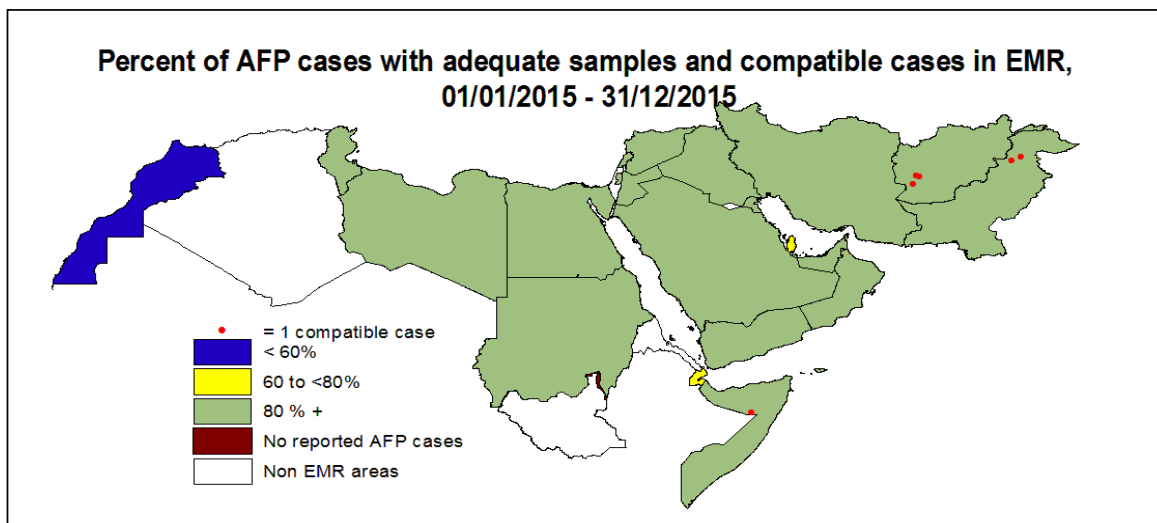 Percent of AFP cases with adequate samples and compatible cases in EMR,
01/01/2015 - 31/12/2015
= 1 compatible case
< 60%
60 to <80%
80 % +
No reported AFP cases
Non EMR areas